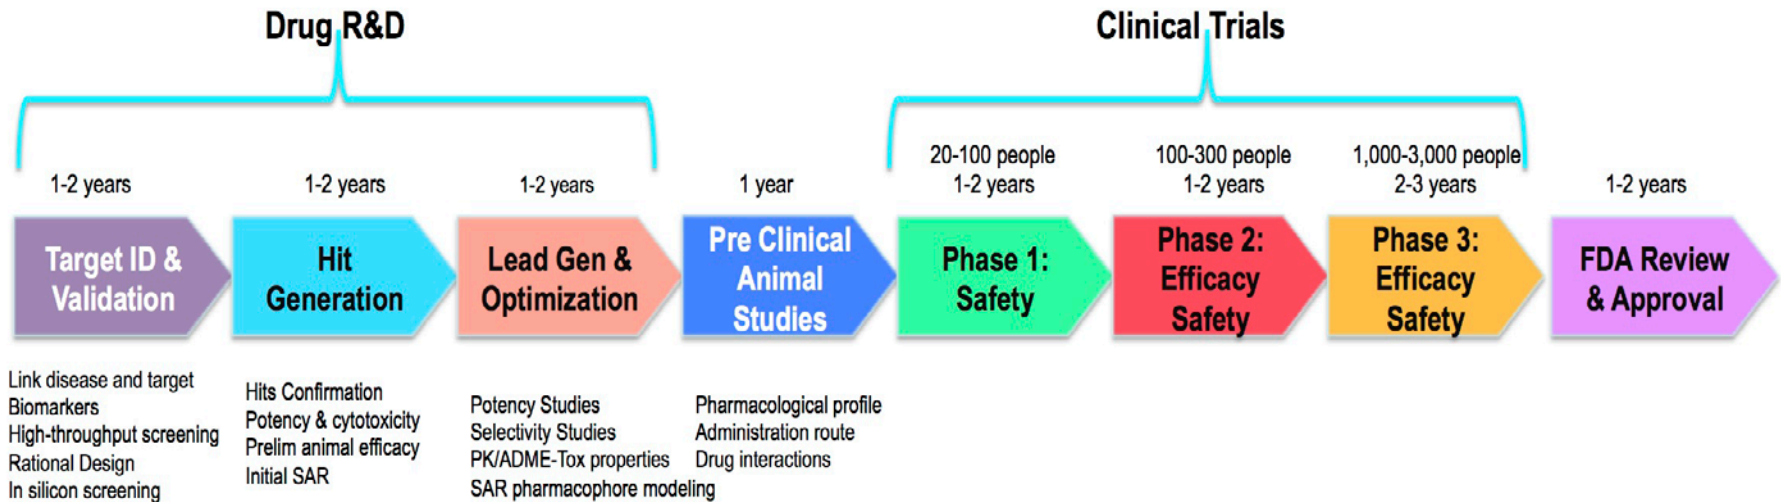 Drug R&D
Clinical Trials
1-2 years
1-2 years
1-2 years
1 year
20-100 people
1-2 years
100-300 people
1-2 years
1,000-3,000 people
2-3 years
1-2 years
Target ID &
Validation
Hit
Generation
Lead Gen &
Optimization
Pre Clinical
Animal
Studies
Phase 1:
Safety
Phase 2:
Efficacy
Safety
Phase 3:
Efficacy
Safety
FDA Review
& Approval
Link disease and target
Biomarkers
High-throughput screening
Rational Design
In silicon screening
Hits Confirmation
Potency & cytotoxicity
Prelim animal efficacy
Initial SAR
Potency Studies
Selectivity Studies
PK/ADME-Tox properties
SAR pharmacophore modeling
Pharmacological profile
Administration route
Drug interactions